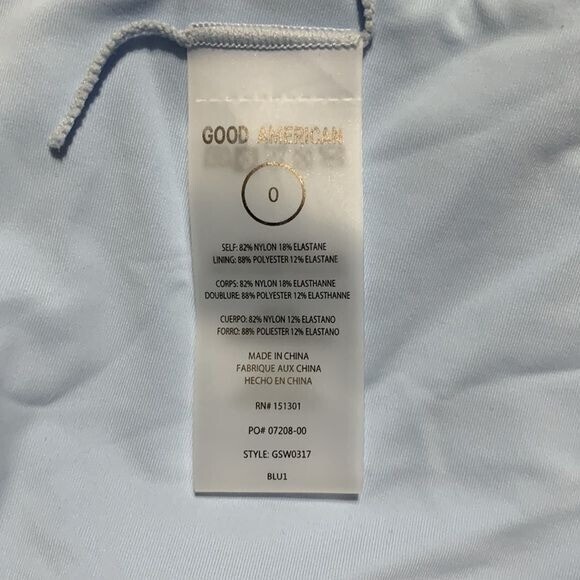 GOOD AMERICAN
0
SELF: 82% NYLON 18% ELASTANE
LINING: 88% POLYESTER 12% ELASTANE
CORPS: 82% NYLON 18% ELASTHANNE
DOUBLURE: 88% POLYESTER 12% ELASTHANNE
CUERPO: 82% NYLON 12% ELASTANO
FORRO: 88% POLIESTER 12% ELASTANO
MADE IN CHINA
FABRIQUE AUX CHINA
HECHO EN CHINA
RN# 151301
PO# 07208-00
STYLE: GSW0317
BLU1